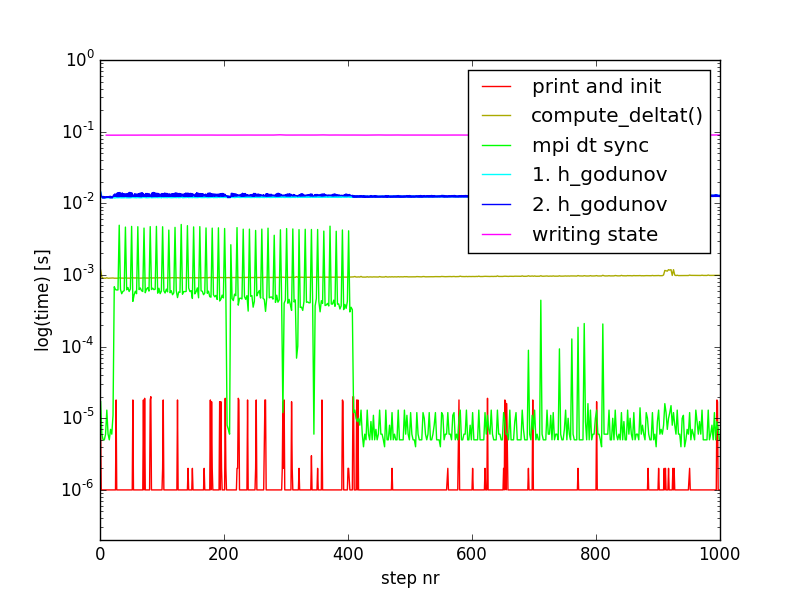 10^0
10^-1
10^-2
10^-3
10^-4
10^-5
10^-6
log(time) [s]
print and init
compute_deltat()
mpi dt sync
1. h_godunov
2. h_godunov
writing state
0 200 400 600 800 1000
step nr